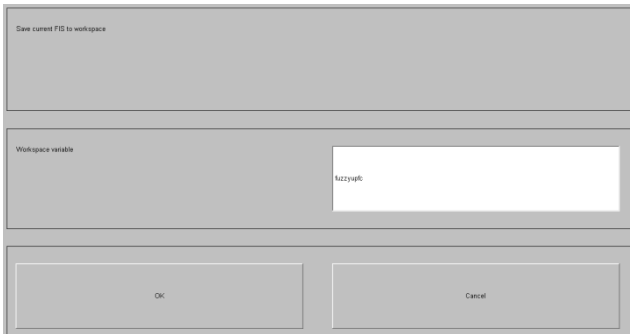 Save current FIS to workspace
Workspace variable
fuzzyupfc
OK
Cancel